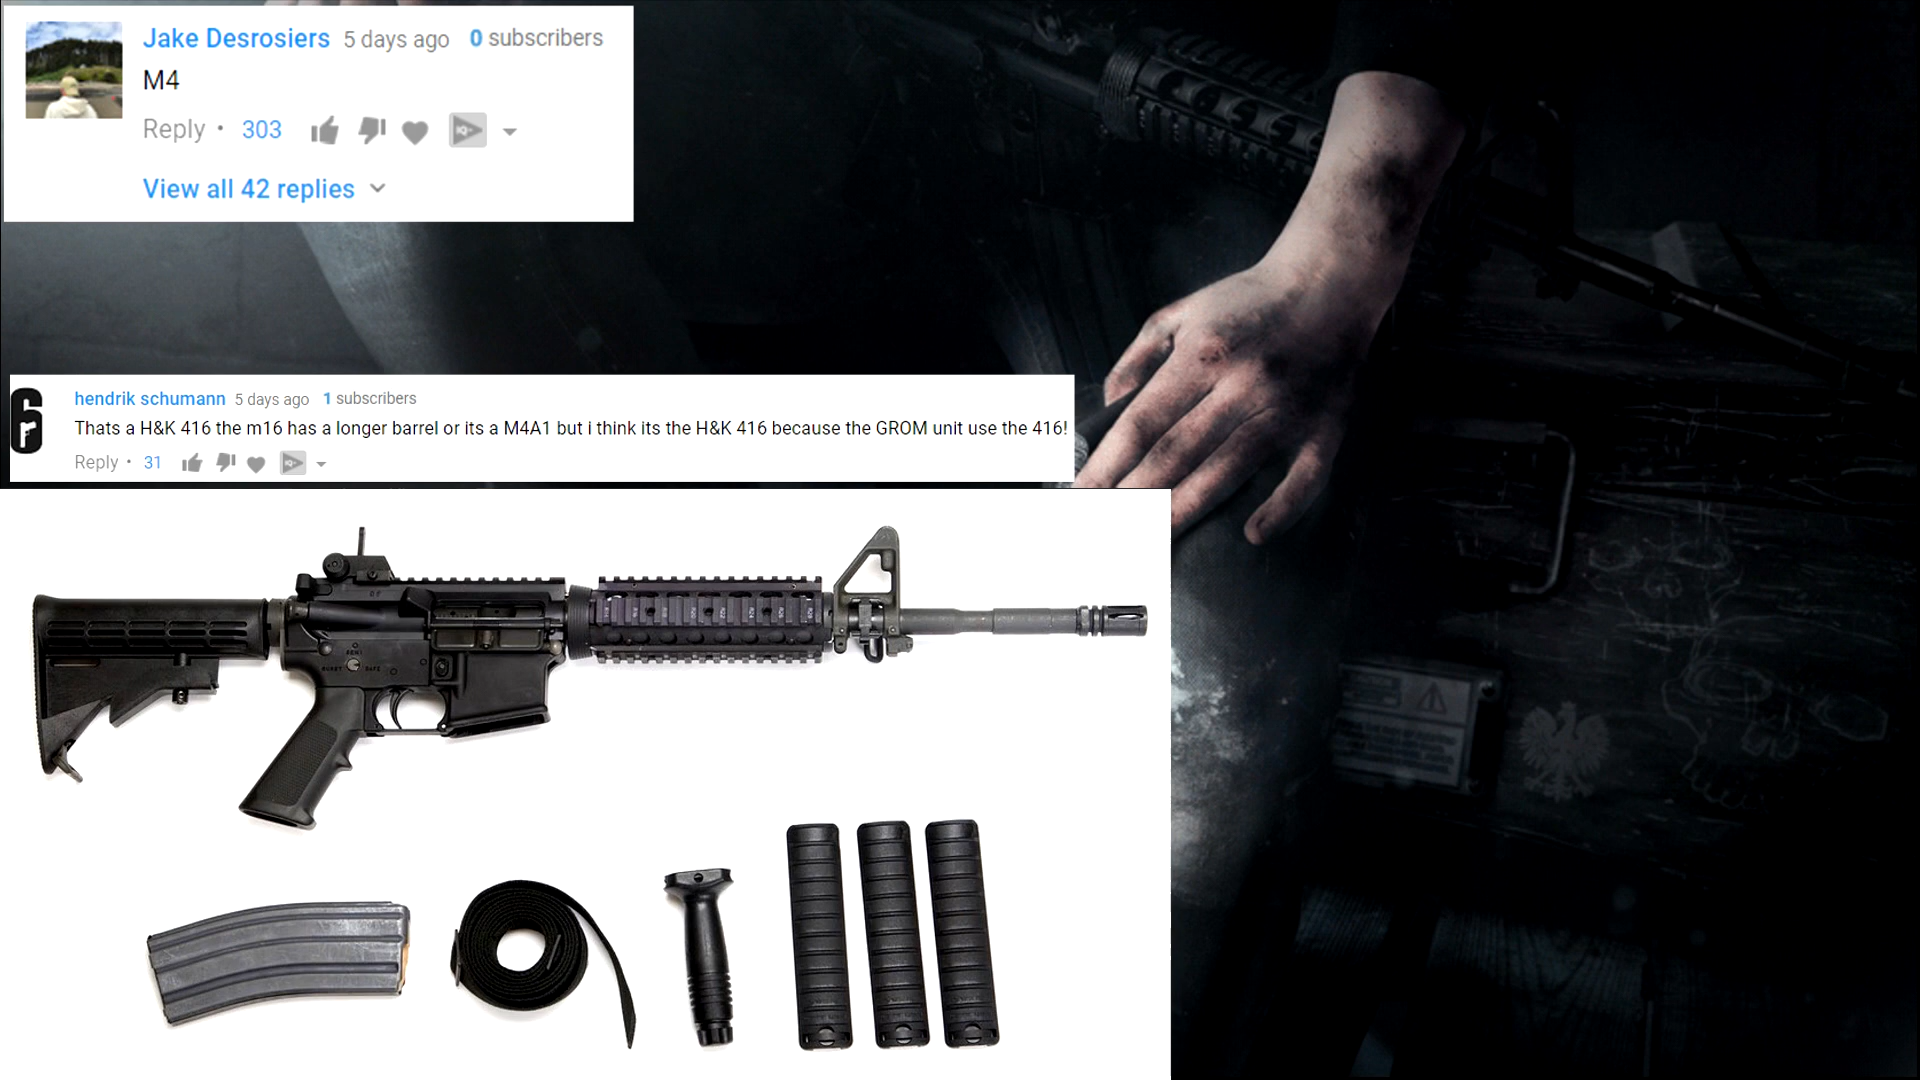 Jake Desrosiers 5 days ago 0 subscribers
M4
Reply • 303
View all 42 replies
hendrik schumann 5 days ago 1 subscribers
Thats a H&K 416 the m16 has a longer barrel or its a M4A1 but i think its the H&K 416 because the GROM unit use the 416!
Reply • 31